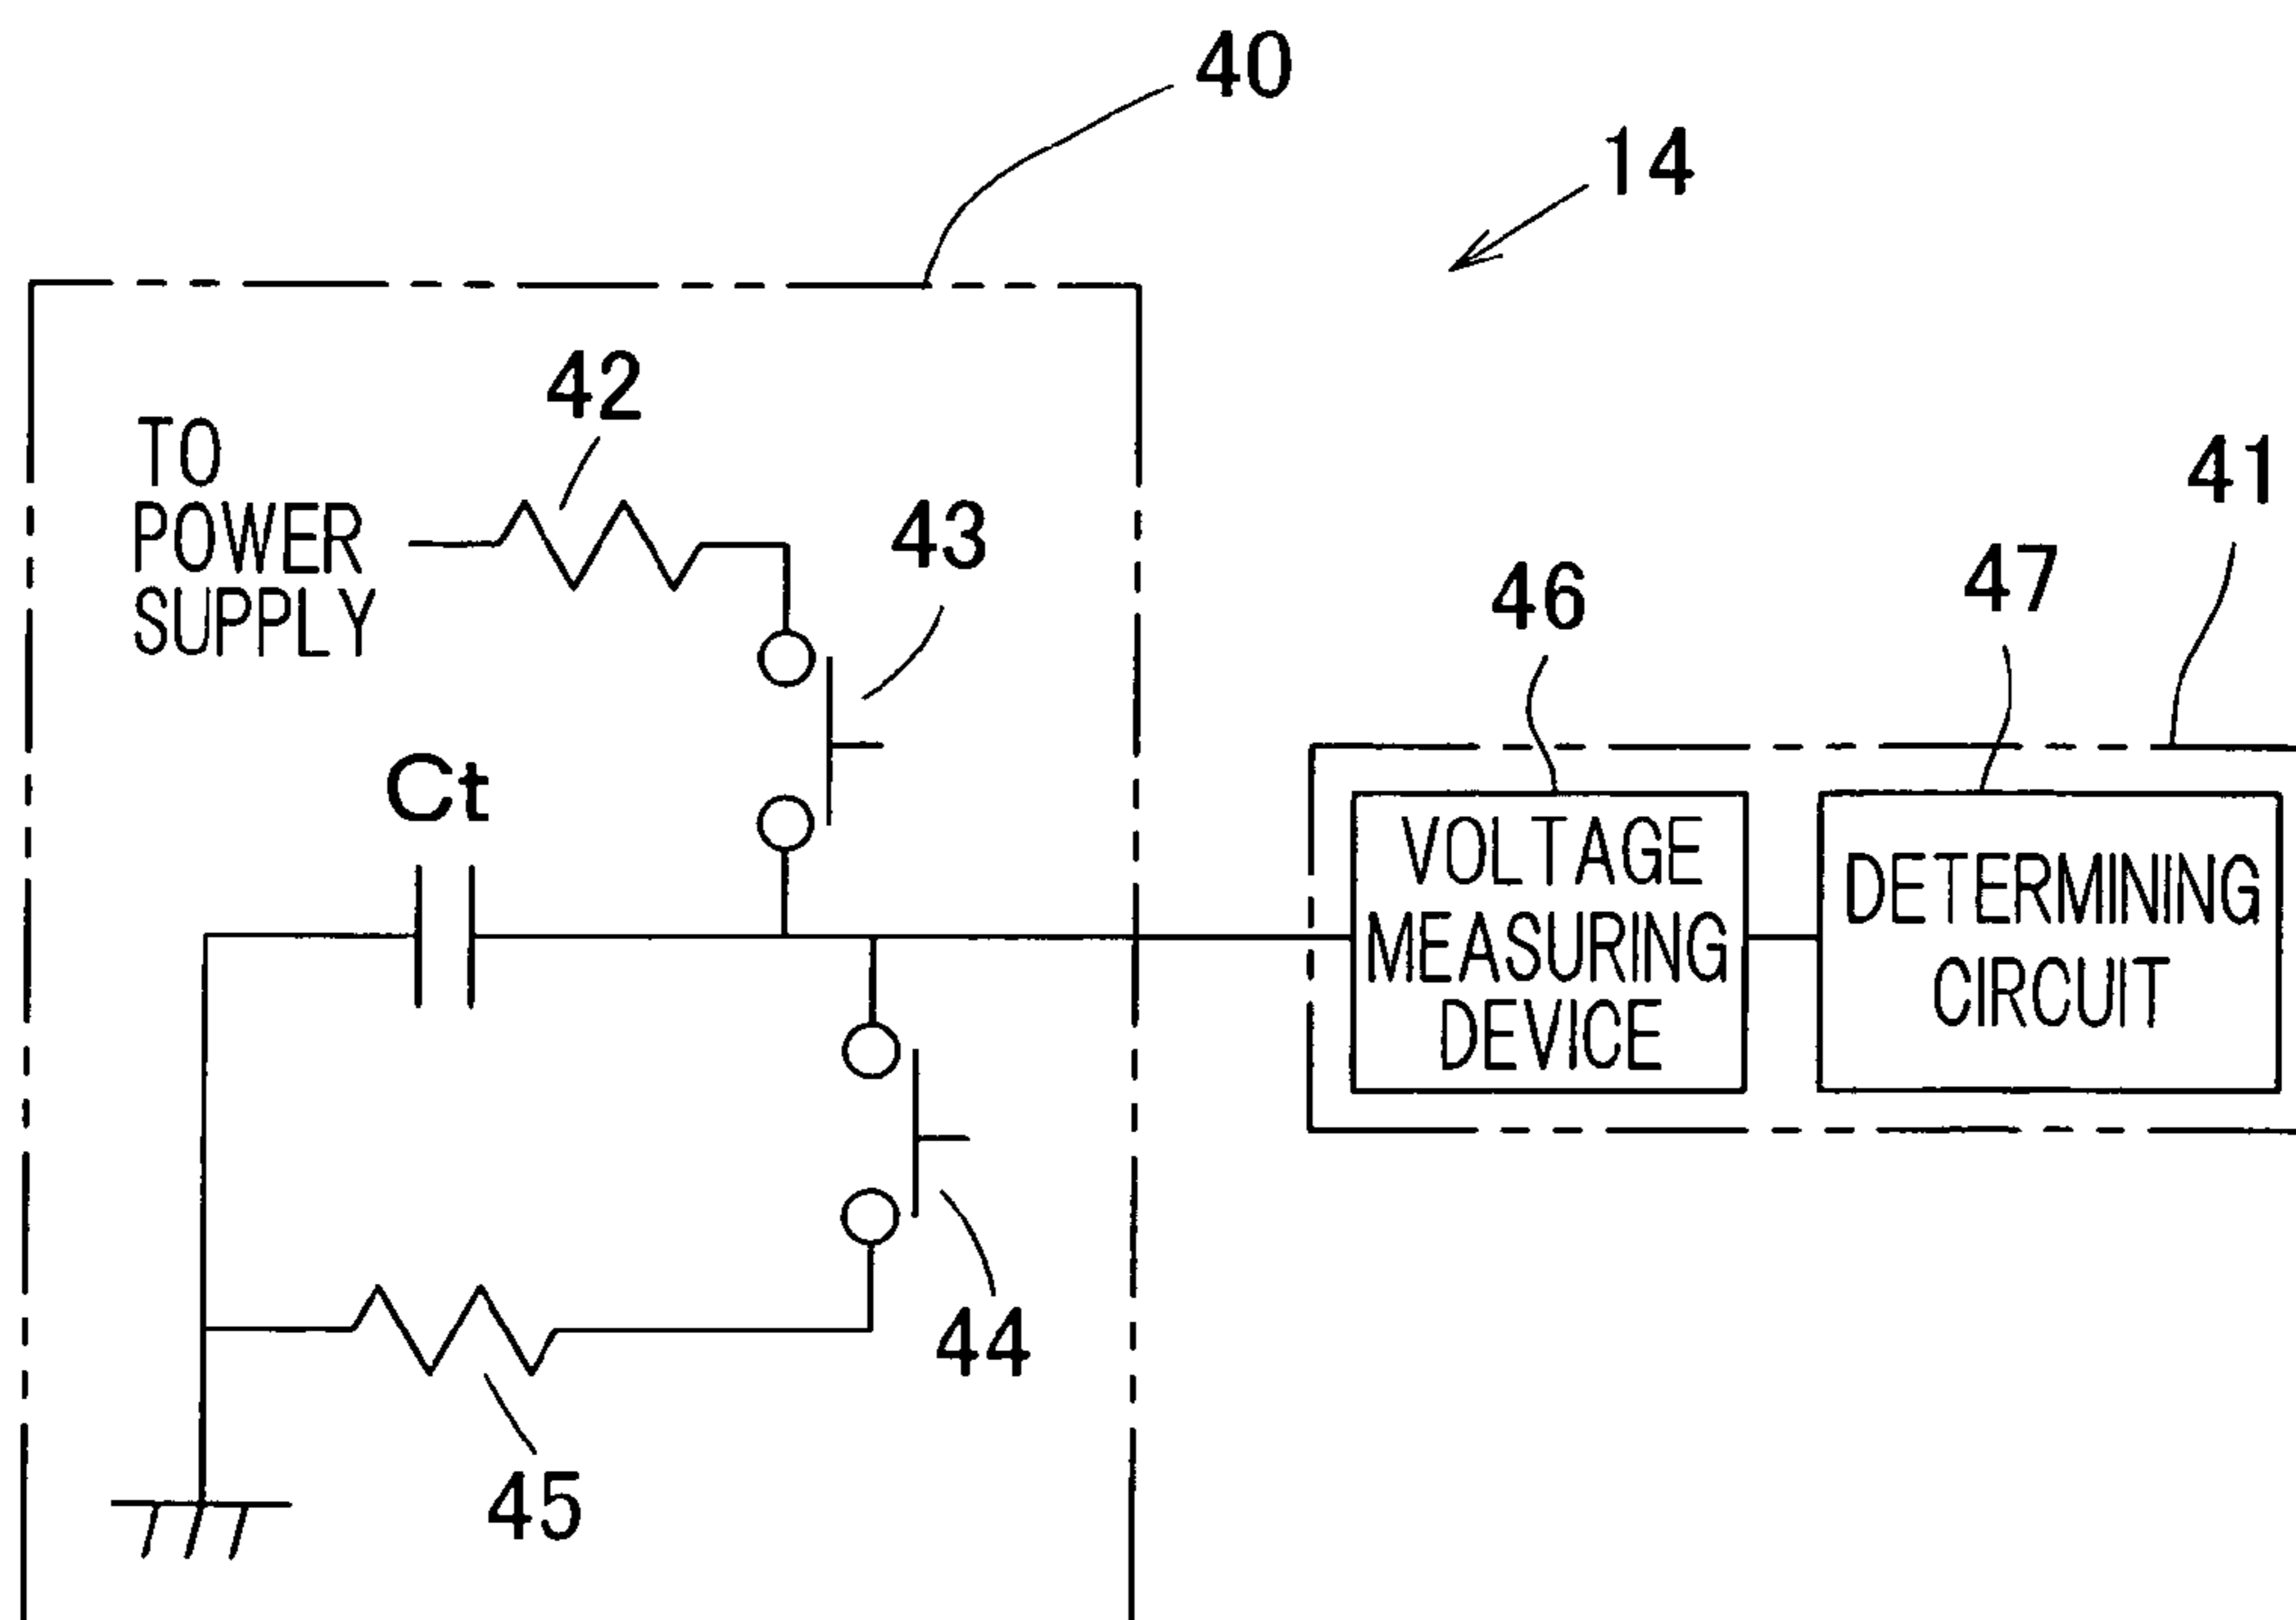 40
14
42
TO
POWER
SUPPLY
43
41
46
47
Ct
VOLTAGE
MEASURING
DEVICE
DETERMINING
CIRCUIT
44
45